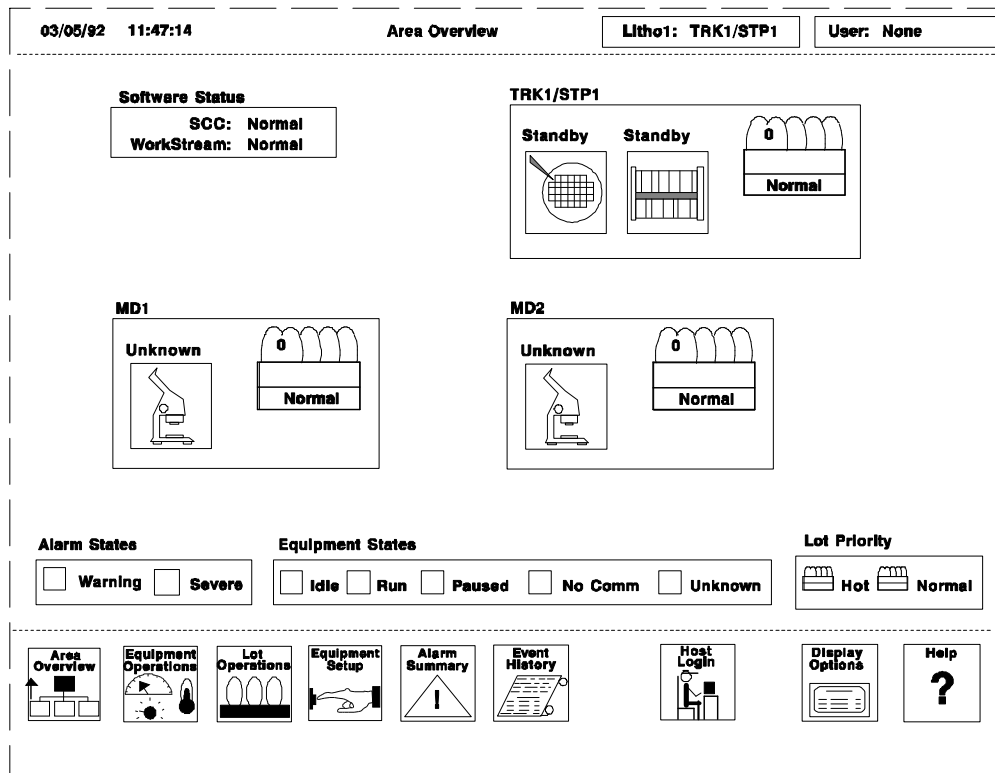 03/05/92 11:47:14 Area Overview Litho1: TRK1/STP1 User: None
Software Status
SCC: Normal
WorkStream: Normal
TRK1/STP1
Standby Standby
0
Normal
MD1
Unknown
0
Normal
MD2
Unknown
0
Normal
Alarm States
Warning Severe
Equipment States
Idle Run Paused No Comm Unknown
Lot Priority
Hot Normal
Area
Overview
Equipment
Operations
Lot
Operations
Equipment
Setup
Alarm
Summary
!
Event
History
Host
Login
Display
Options
Help
?